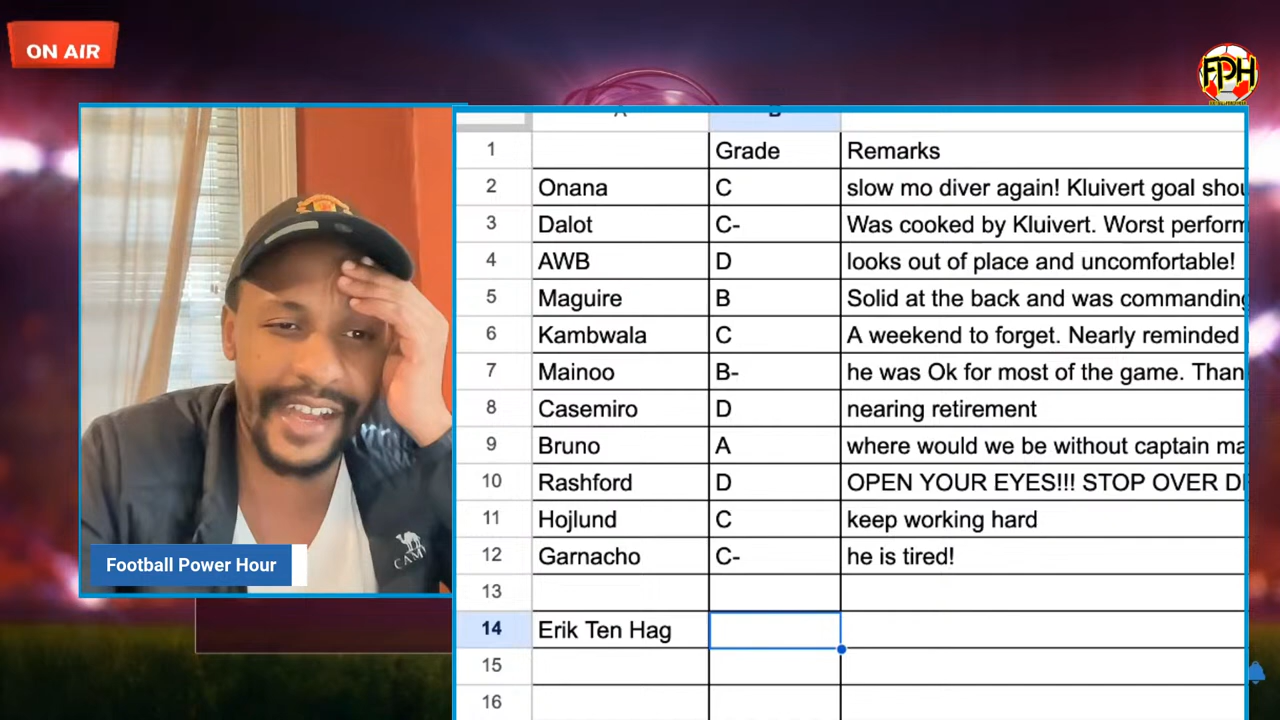 ON AIR
FPH
A B
1 Grade Remarks
2 Onana C slow mo diver again! Kluivert goal shou
3 Dalot C- Was cooked by Kluivert. Worst perform
4 AWB D looks out of place and uncomfortable!
5 Maguire B Solid at the back and was commanding
6 Kambwala C A weekend to forget. Nearly reminded
7 Mainoo B- he was Ok for most of the game. Than
8 Casemiro D nearing retirement
9 Bruno A where would we be without captain ma
10 Rashford D OPEN YOUR EYES!!! STOP OVER D
11 Hojlund C keep working hard
12 Garnacho C- he is tired!
13
14 Erik Ten Hag
15
16
CAM
Football Power Hour